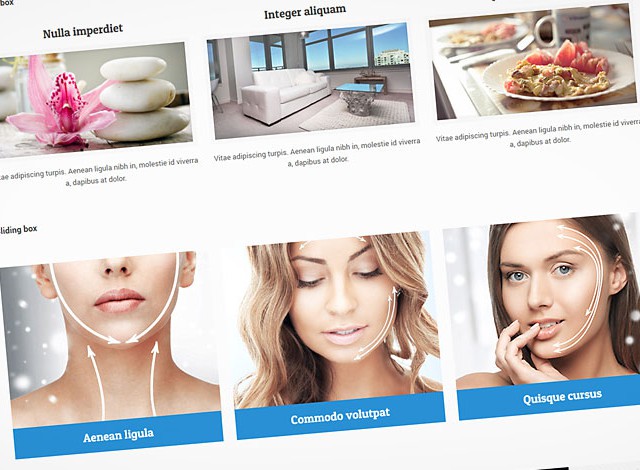 box
Nulla imperdiet
Integer aliquam
Vitae adipiscing turpis. Aenean ligula nibh in, molestie id viverra
a, dapibus at dolor.
Vitae adipiscing turpis. Aenean ligula nibh in, molestie id viverra
a, dapibus at dolor.
Vitae adipiscing turpis. Aenean ligula nibh in, molestie id viverra
a, dapibus at dolor.
liding box
Aenean ligula
Commodo volutpat
Quisque cursus